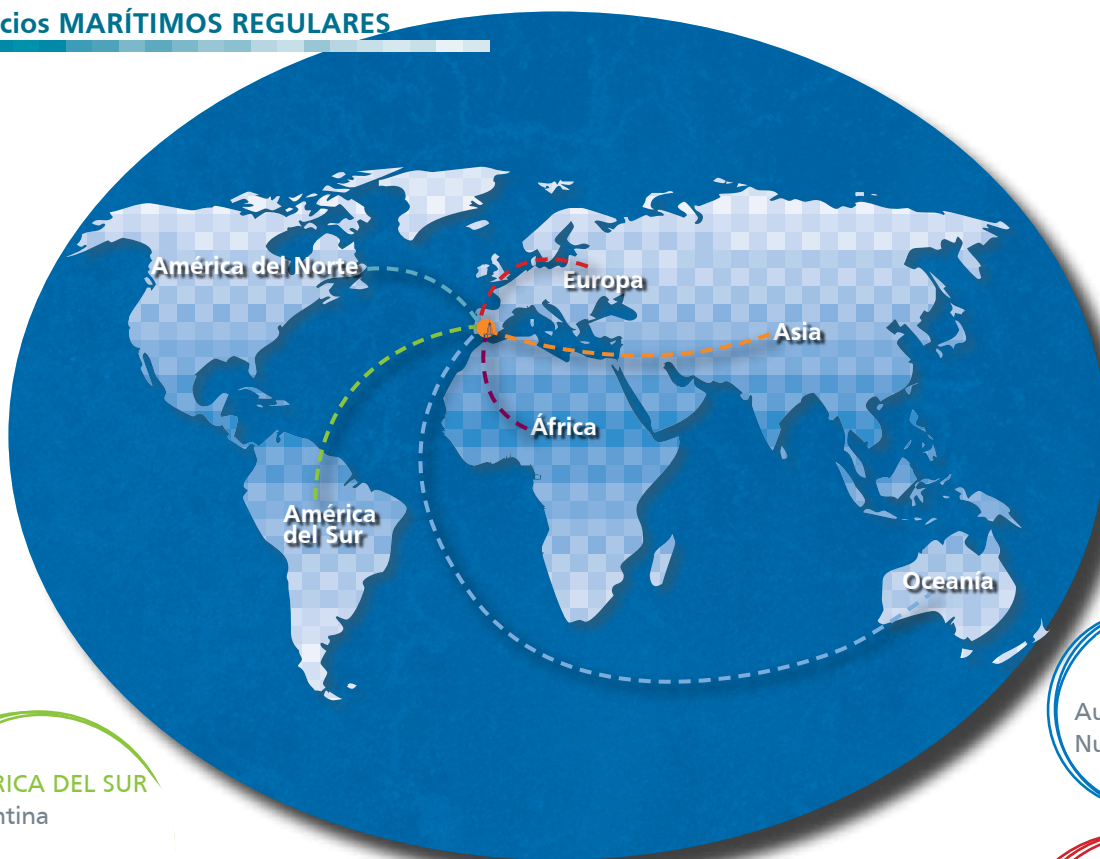 cios MARÍTIMOS REGULARES
América del Norte
Europa
Asia
África
América
del Sur
Oceanía
Au
Nu
RICA DEL SUR
ntina